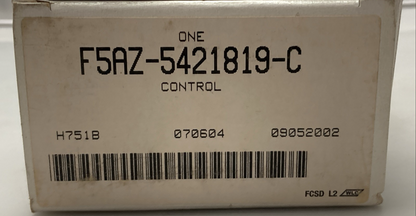 ONE
F5AZ-5421819-C
CONTROL
H751B 070604 09052002
FCSD L2